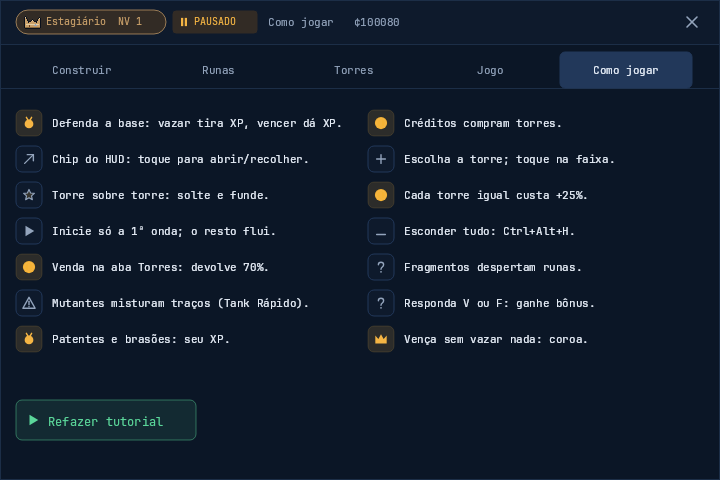 Estagiário NV 1 PAUSADO Como jogar ¢100080
Construir Runas Torres Jogo Como jogar
Defenda a base: vazar tira XP, vencer dá XP.
Créditos compram torres.
Chip do HUD: toque para abrir/recolher.
Escolha a torre; toque na faixa.
Torre sobre torre: solte e funde.
Cada torre igual custa +25%.
Inicie só a 1ª onda; o resto flui.
Esconder tudo: Ctrl+Alt+H.
Venda na aba Torres: devolve 70%.
Fragmentos despertam runas.
Mutantes misturam traços (Tank Rápido).
Responda V ou F: ganhe bônus.
Patentes e brasões: seu XP.
Vença sem vazar nada: coroa.
Refazer tutorial